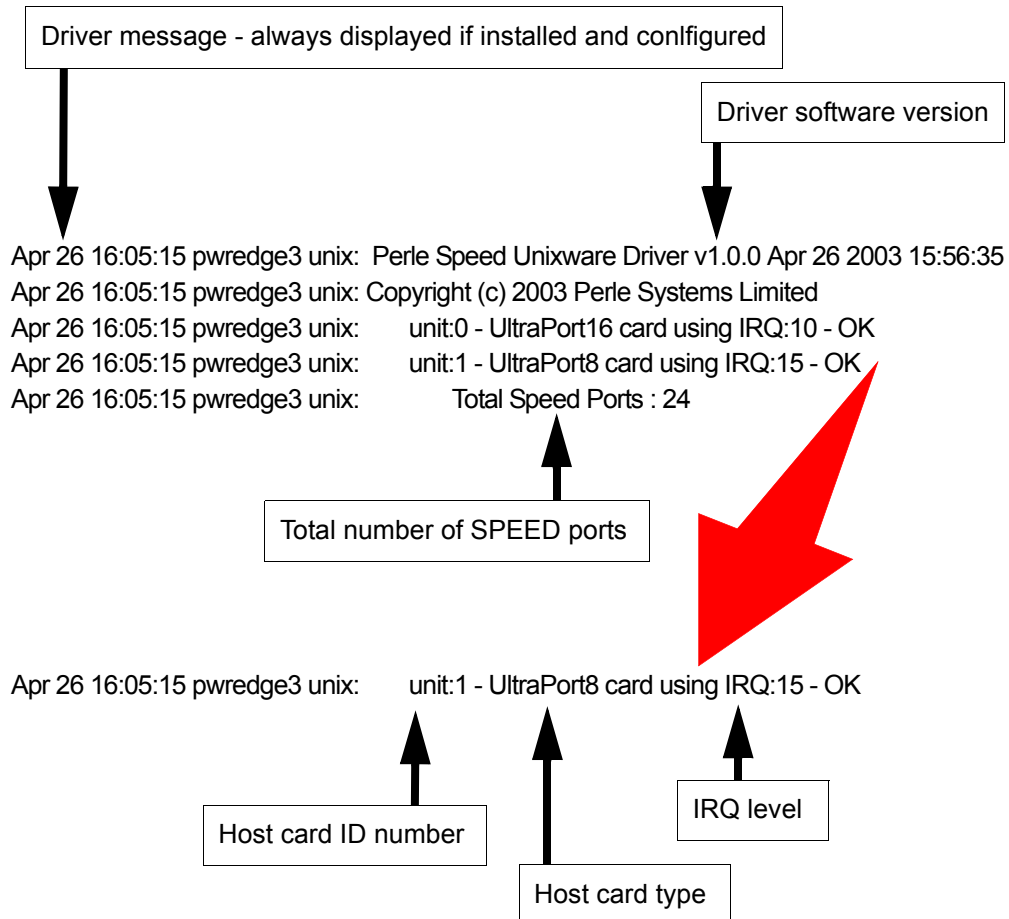 Driver message - always displayed if installed and conlfigured
Driver software version
Apr 26 16:05:15 pwredge3 unix:  Perle Speed Unixware Driver v1.0.0 Apr 26 2003 15:56:35
Apr 26 16:05:15 pwredge3 unix: Copyright (c) 2003 Perle Systems Limited
Apr 26 16:05:15 pwredge3 unix: unit:0 - UltraPort16 card using IRQ:10 - OK
Apr 26 16:05:15 pwredge3 unix: unit:1 - UltraPort8 card using IRQ:15 - OK
Apr 26 16:05:15 pwredge3 unix: Total Speed Ports : 24
Total number of SPEED ports
Apr 26 16:05:15 pwredge3 unix: unit:1 - UltraPort8 card using IRQ:15 - OK
IRQ level
Host card ID number
Host card type